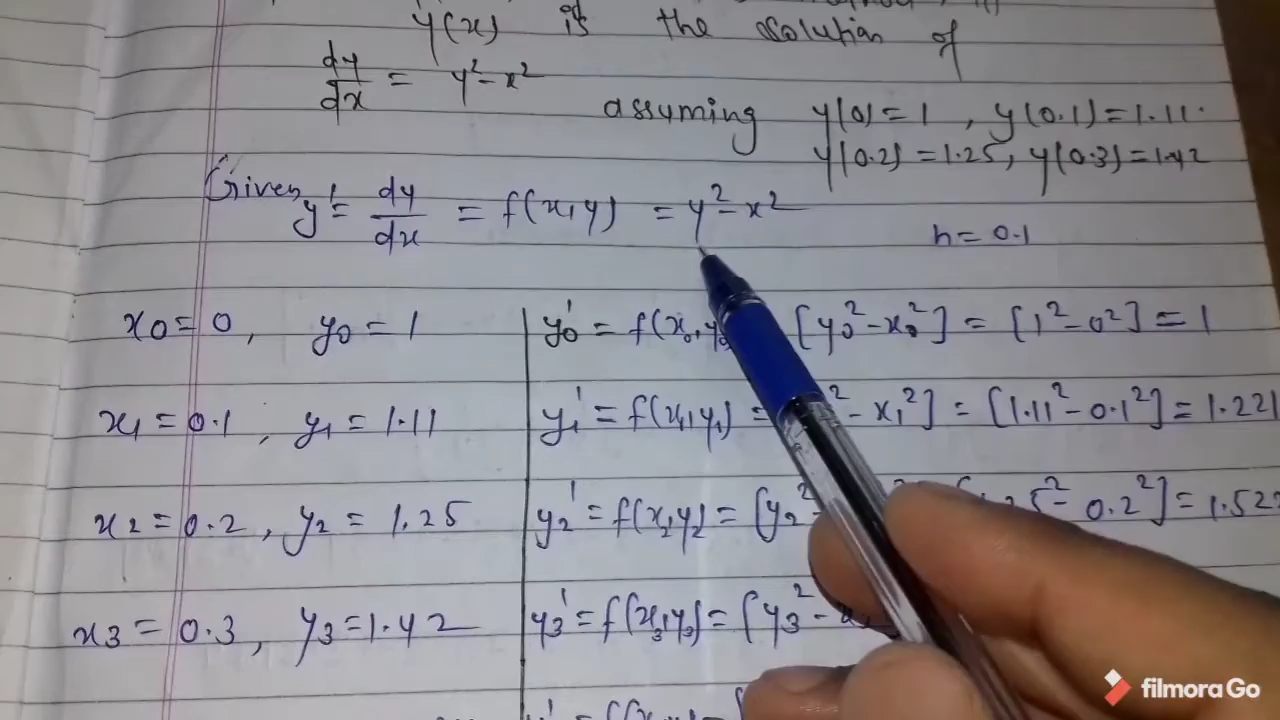 y(x) is the solution of
dy/dx = y² - x²
assuming y(0) = 1 , y(0.1) = 1.11 .
y(0.2) = 1.25, y(0.3) = 1.42
Given y' = dy/dx = f(x,y) = y² - x²
h = 0.1
x0 = 0, y0 = 1 y0' = f(x0, y0 [y0² - x0²] = [1² - 0²] = 1
x1 = 0.1, y1 = 1.11 y1' = f(x1,y1) = ² - x1²] = [1.11² - 0.1²] = 1.221
x2 = 0.2, y2 = 1.25 y2' = f(x2,y2 = [y2² - 0.2²] = 1.522
x3 = 0.3, y3 = 1.42 y3' = f(x3,y3) = [y3² -
filmora Go